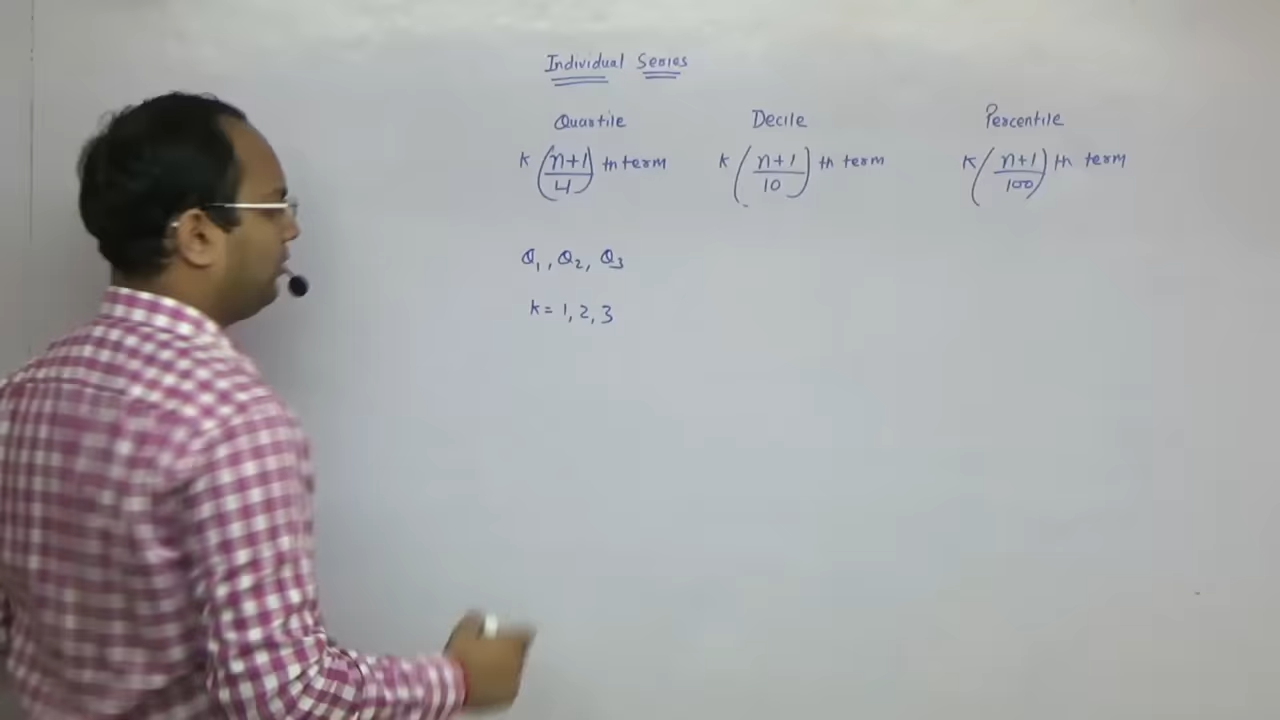 Individual Series
Quartile Decile Percentile
K (n+1/4) th term K (n+1/10) th term K (n+1/100) th term
Q1, Q2, Q3
K = 1, 2, 3